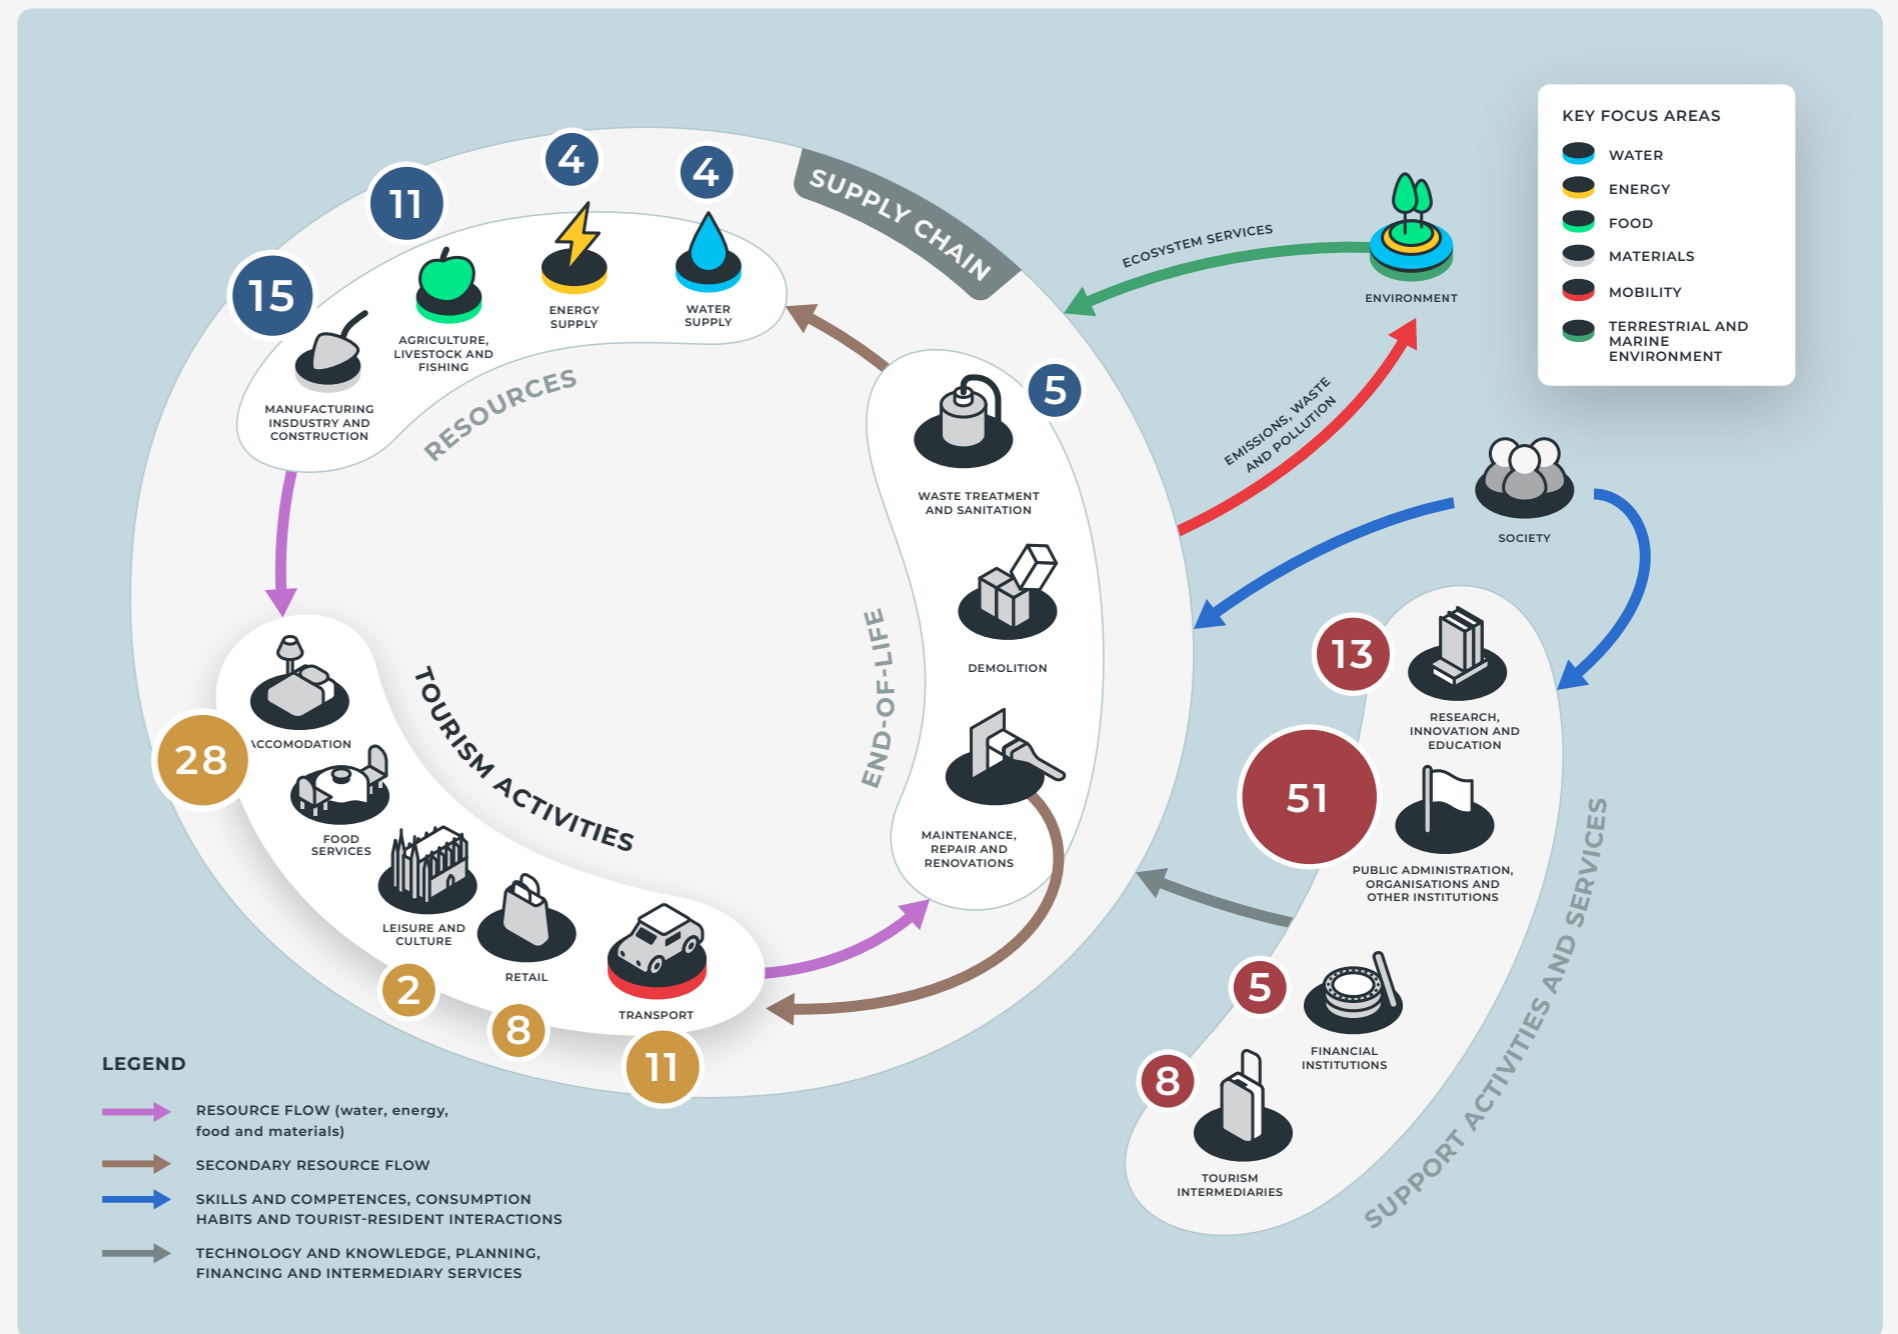 SUPPLY CHAIN
4
4
11
15
5
ENERGY
SUPPLY
WATER
SUPPLY
AGRICULTURE,
LIVESTOCK AND
FISHING
MANUFACTURING
INSDUSTRY AND
CONSTRUCTION
RESOURCES
WASTE TREATMENT
AND SANITATION
DEMOLITION
MAINTENANCE,
REPAIR AND
RENOVATIONS
END-OF-LIFE
TOURISM ACTIVITIES
28
ACCOMODATION
FOOD
SERVICES
LEISURE AND
CULTURE
2
RETAIL
8
TRANSPORT
11
ECOSYSTEM SERVICES
ENVIRONMENT
EMISSIONS, WASTE
AND POLLUTION
SOCIETY
KEY FOCUS AREAS
WATER
ENERGY
FOOD
MATERIALS
MOBILITY
TERRESTRIAL AND
MARINE
ENVIRONMENT
13
RESEARCH,
INNOVATION AND
EDUCATION
51
PUBLIC ADMINISTRATION,
ORGANISATIONS AND
OTHER INSTITUTIONS
5
FINANCIAL
INSTITUTIONS
8
TOURISM
INTERMEDIARIES
SUPPORT ACTIVITIES AND SERVICES
LEGEND
RESOURCE FLOW (water, energy,
food and materials)
SECONDARY RESOURCE FLOW
SKILLS AND COMPETENCES, CONSUMPTION
HABITS AND TOURIST-RESIDENT INTERACTIONS
TECHNOLOGY AND KNOWLEDGE, PLANNING,
FINANCING AND INTERMEDIARY SERVICES